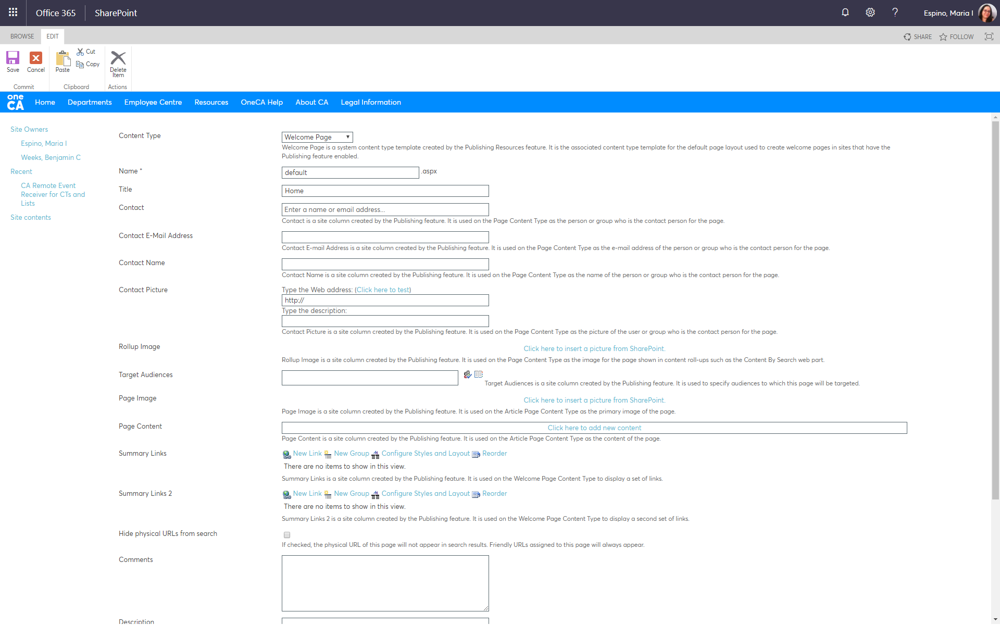 Office 365
SharePoint
Espino, Maria I
BROWSE
EDIT
SHARE
FOLLOW
Save
Cancel
Paste
Cut
Copy
Delete
Item
Commit
Clipboard
Actions
one
CA
Home
Departments
Employee Centre
Resources
OneCA Help
About CA
Legal Information
Site Owners
Espino, Maria I
Weeks, Benjamin C
Recent
CA Remote Event
Receiver for CTs and
Lists
Site contents
Content Type
Welcome Page
Welcome Page is a system content type template created by the Publishing Resources feature. It is the associated content type template for the default page layout used to create welcome pages in sites that have the
Publishing feature enabled.
Name *
default
.aspx
Title
Home
Contact
Enter a name or email address...
Contact is a site column created by the Publishing feature. It is used on the Page Content Type as the person or group who is the contact person for the page.
Contact E-Mail Address
Contact E-mail Address is a site column created by the Publishing feature. It is used on the Page Content Type as the e-mail address of the person or group who is the contact person for the page.
Contact Name
Contact Name is a site column created by the Publishing feature. It is used on the Page Content Type as the name of the person or group who is the contact person for the page.
Contact Picture
Type the Web address: (Click here to test)
http://
Type the description:
Contact Picture is a site column created by the Publishing feature. It is used on the Page Content Type as the picture of the user or group who is the contact person for the page.
Rollup Image
Click here to insert a picture from SharePoint.
Rollup Image is a site column created by the Publishing feature. It is used on the Page Content Type as the image for the page shown in content roll-ups such as the Content By Search web part.
Target Audiences
Target Audiences is a site column created by the Publishing feature. It is used to specify audiences to which this page will be targeted.
Page Image
Click here to insert a picture from SharePoint.
Page Image is a site column created by the Publishing feature. It is used on the Article Page Content Type as the primary image of the page.
Page Content
Click here to add new content
Page Content is a site column created by the Publishing feature. It is used on the Article Page Content Type as the content of the page.
Summary Links
New Link New Group Configure Styles and Layout Reorder
There are no items to show in this view.
Summary Links is a site column created by the Publishing feature. It is used on the Welcome Page Content Type to display a set of links.
Summary Links 2
New Link New Group Configure Styles and Layout Reorder
There are no items to show in this view.
Summary Links 2 is a site column created by the Publishing feature. It is used on the Welcome Page Content Type to display a second set of links.
Hide physical URLs from search
If checked, the physical URL of this page will not appear in search results. Friendly URLs assigned to this page will always appear.
Comments
Description